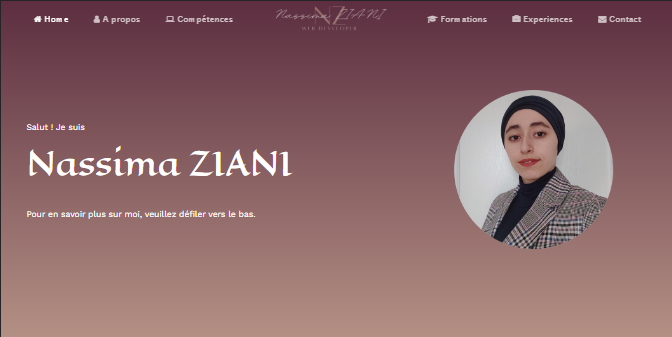 Home A propos Compétences Nassima ZIANI Formations Experiences Contact
WEB DEVELOPER
Salut ! Je suis
Nassima ZIANI
Pour en savoir plus sur moi, veuillez défiler vers le bas.